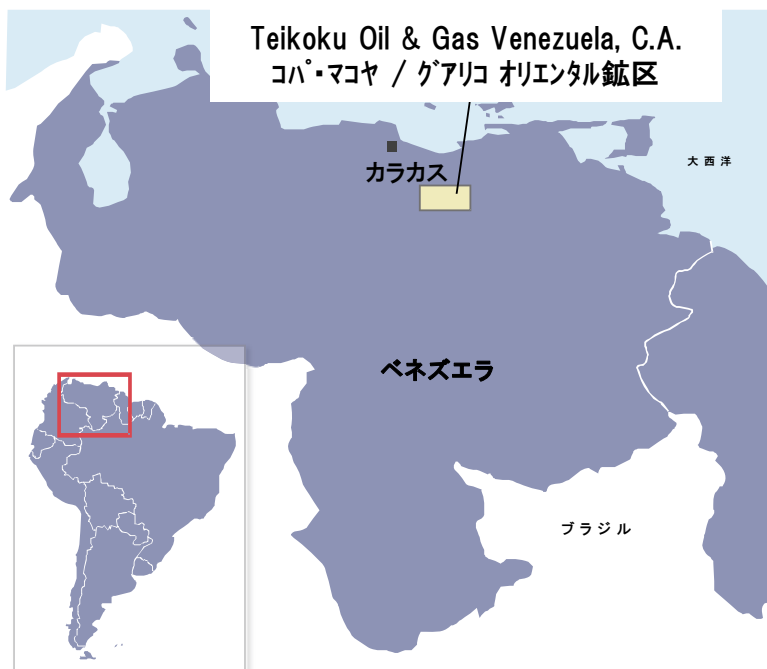 Teikoku Oil & Gas Venezuela, C.A.
コパ・マコヤ / グアリコ オリエンタル鉱区
大西洋
カラカス
ベネズエラ
ブラジル